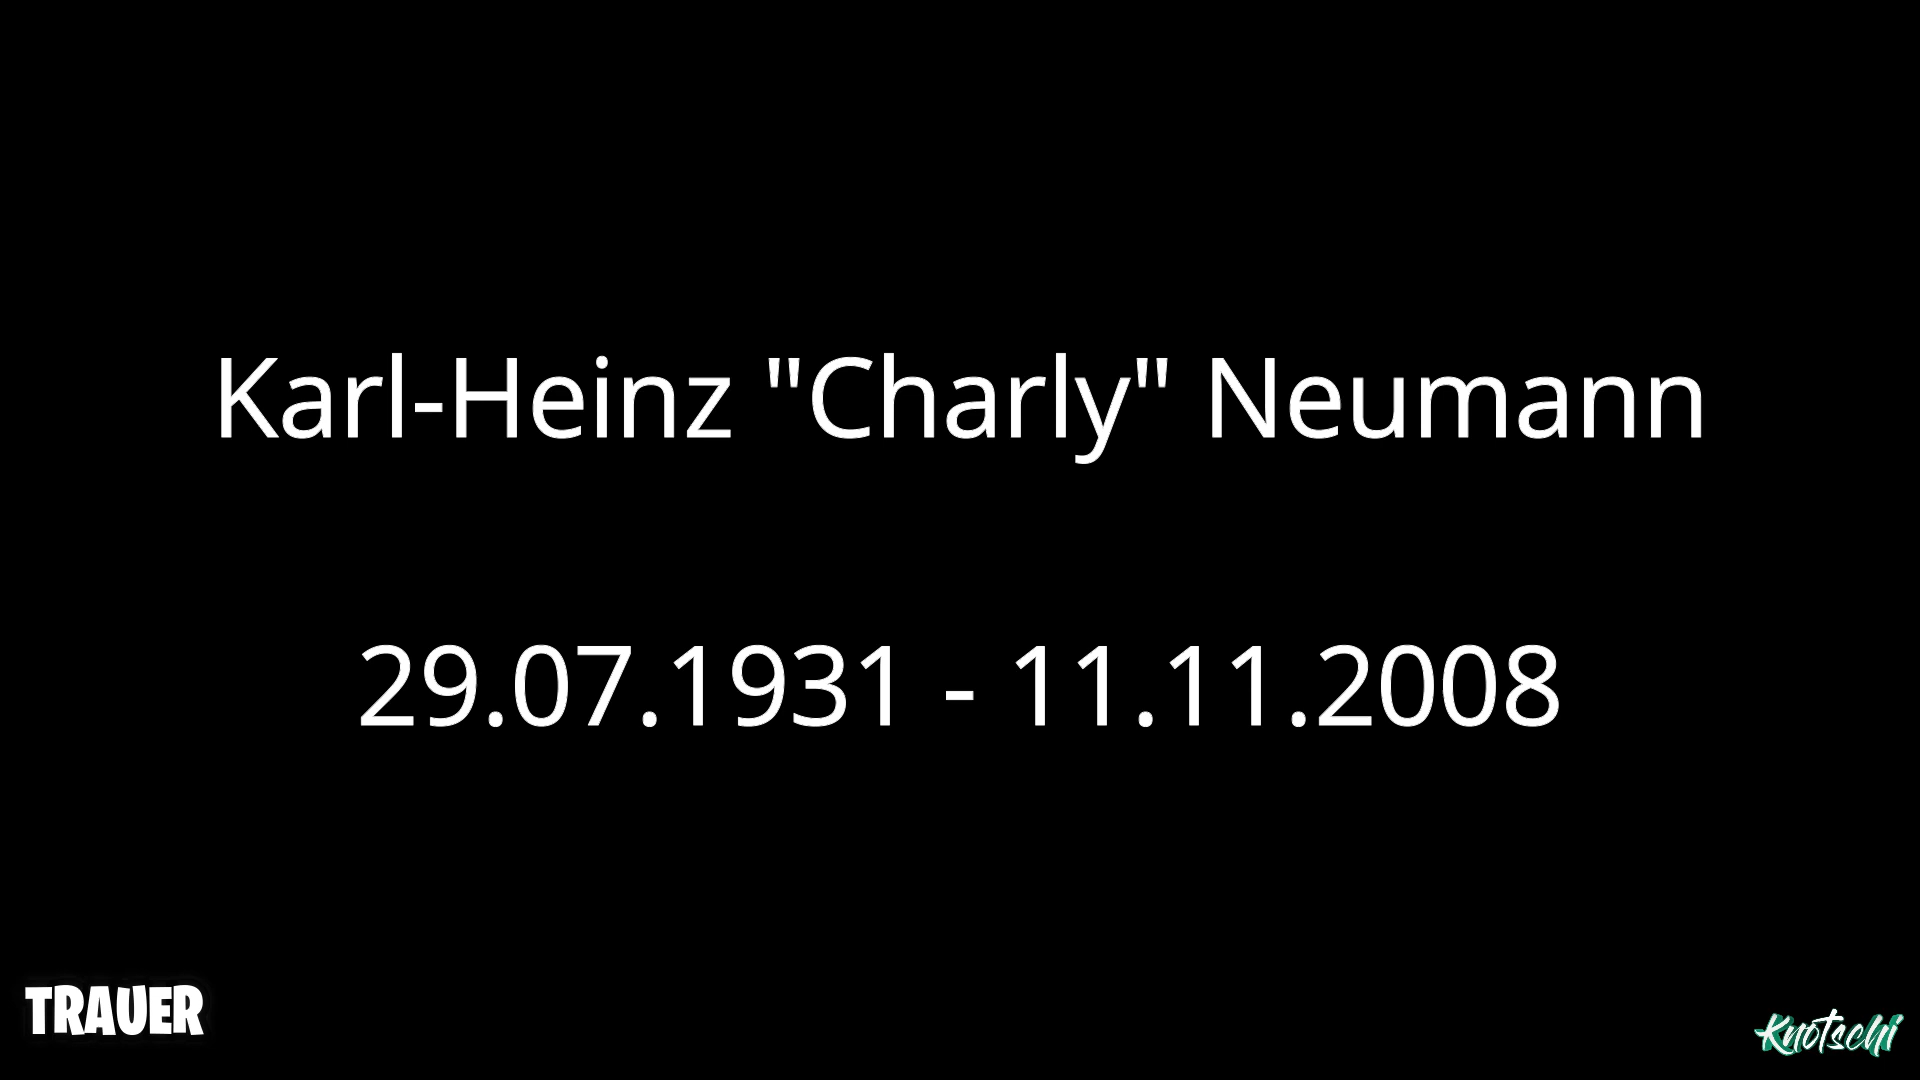 Karl-Heinz "Charly" Neumann
29.07.1931 - 11.11.2008
TRAUER
Knotschi